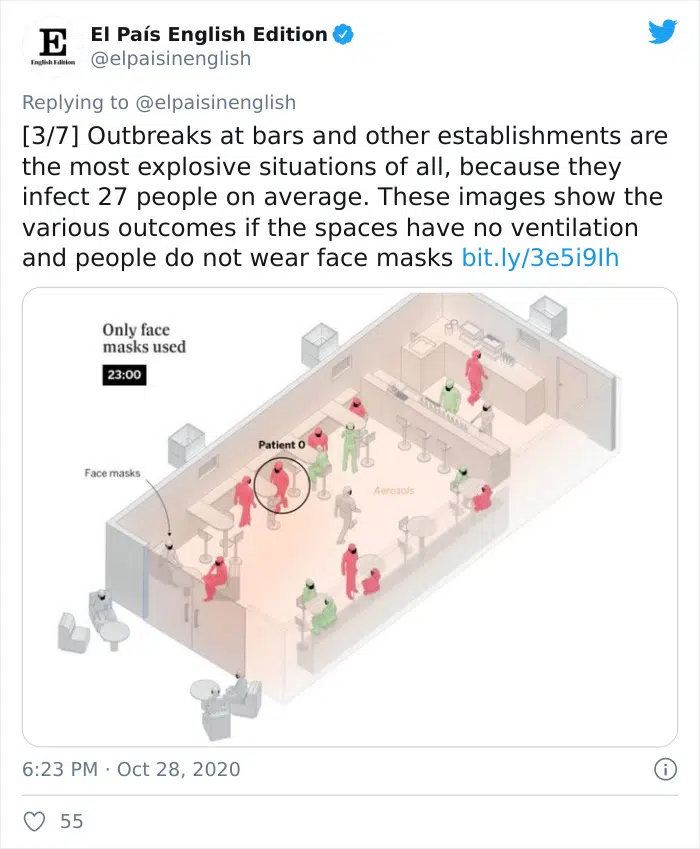 E
English Edition
El País English Edition
@elpaisinenglish
Replying to @elpaisinenglish
[3/7] Outbreaks at bars and other establishments are
the most explosive situations of all, because they
infect 27 people on average. These images show the
various outcomes if the spaces have no ventilation
and people do not wear face masks bit.ly/3e5i9Ih
Only face
masks used
23:00
Patient 0
Face masks
Aerosols
6:23 PM · Oct 28, 2020
55